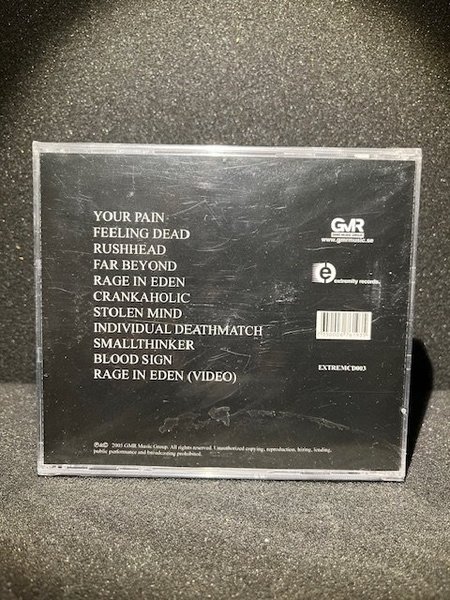 YOUR PAIN
FEELING DEAD
RUSHHEAD
FAR BEYOND
RAGE IN EDEN
CRANKAHOLIC
STOLEN MIND
INDIVIDUAL DEATHMATCH
SMALLTHINKER
BLOOD SIGN
RAGE IN EDEN (VIDEO)
GMR
www.gmrmusic.se
e
extremity records.
EXTREMCD003
℗&© 2005 GMR Music Group. All rights reserved. Unauthorized copying, reproduction, hiring, lending,
public performance and broadcasting prohibited.